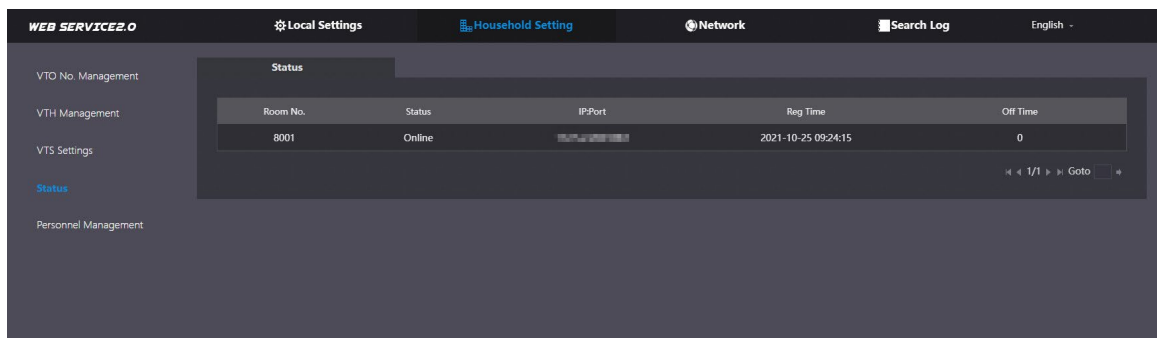 WEB SERVICE2.0 Local Settings Household Setting Network Search Log English
VTO No. Management
VTH Management
VTS Settings
Status
Personnel Management
Status
Room No. Status IP:Port Reg Time Off Time
8001 Online 2021-10-25 09:24:15 0
1/1 Goto